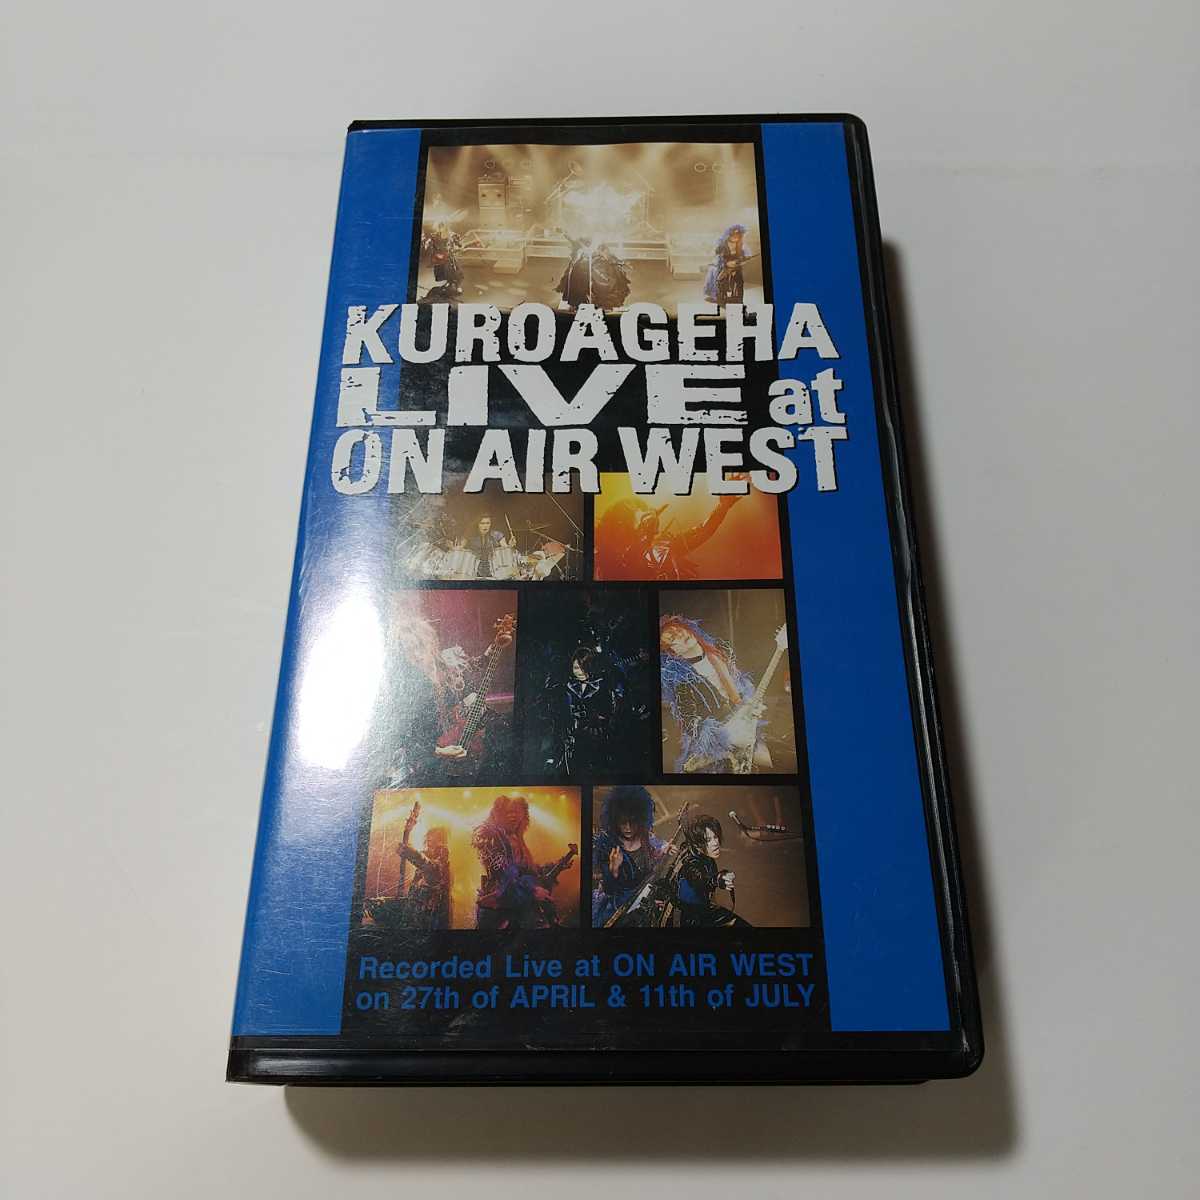 KUROAGEHA
LIVE at
ON AIR WEST
Recorded Live at ON AIR WEST
on 27th of APRIL & 11th of JULY